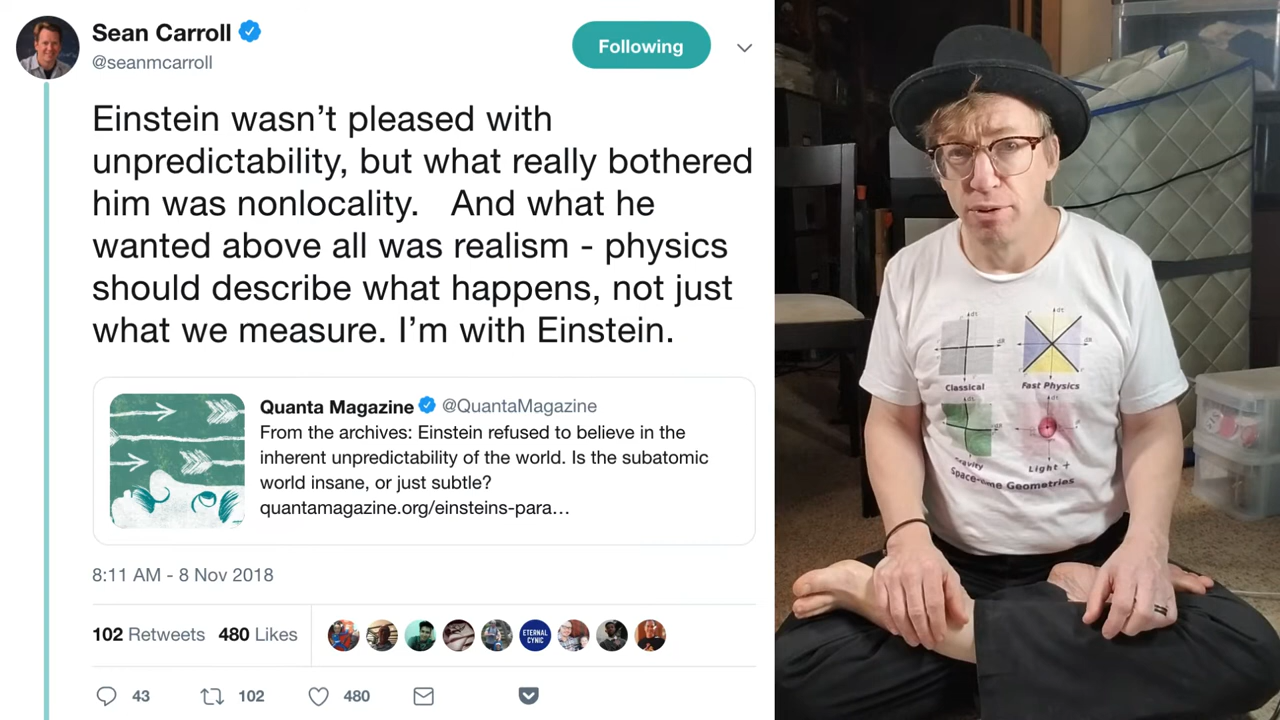 Sean Carroll
@seanmcarroll
Following
Einstein wasn’t pleased with
unpredictability, but what really bothered
him was nonlocality. And what he
wanted above all was realism - physics
should describe what happens, not just
what we measure. I’m with Einstein.
Quanta Magazine @QuantaMagazine
From the archives: Einstein refused to believe in the
inherent unpredictability of the world. Is the subatomic
world insane, or just subtle?
quantamagazine.org/einsteins-para…
8:11 AM - 8 Nov 2018
102 Retweets 480 Likes
ETERNAL
CYNIC
43 102 480
Classical Fast Physics
Light +
Geometries